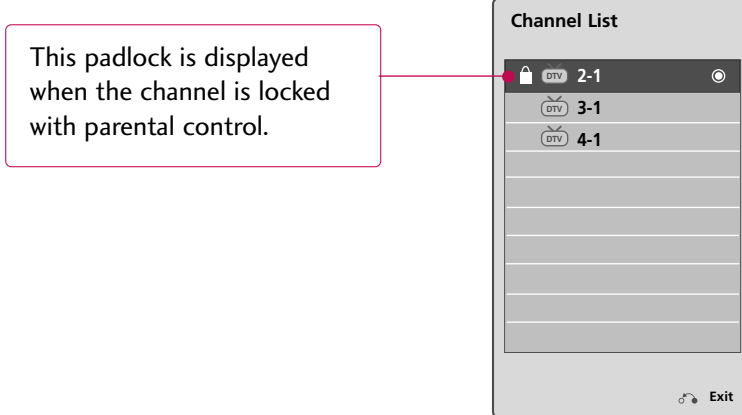 This padlock is displayed
when the channel is locked
with parental control.
Channel List
DTV 2-1
DTV 3-1
DTV 4-1
Exit